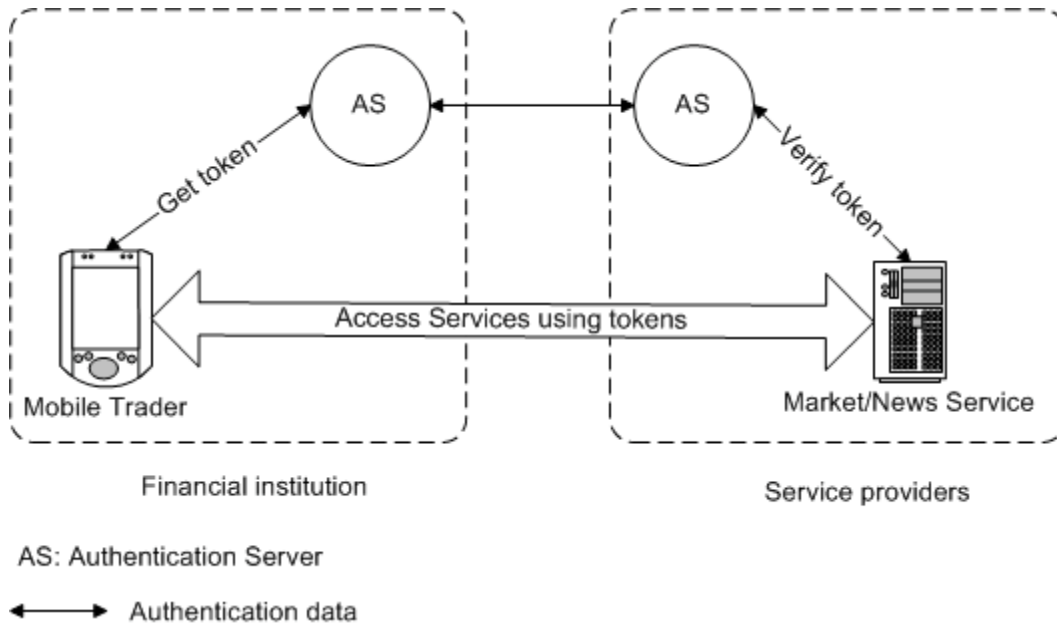 AS
AS
Get token
Verify token
Access Services using tokens
Mobile Trader
Market/News Service
Financial institution
Service providers
AS: Authentication Server
Authentication data